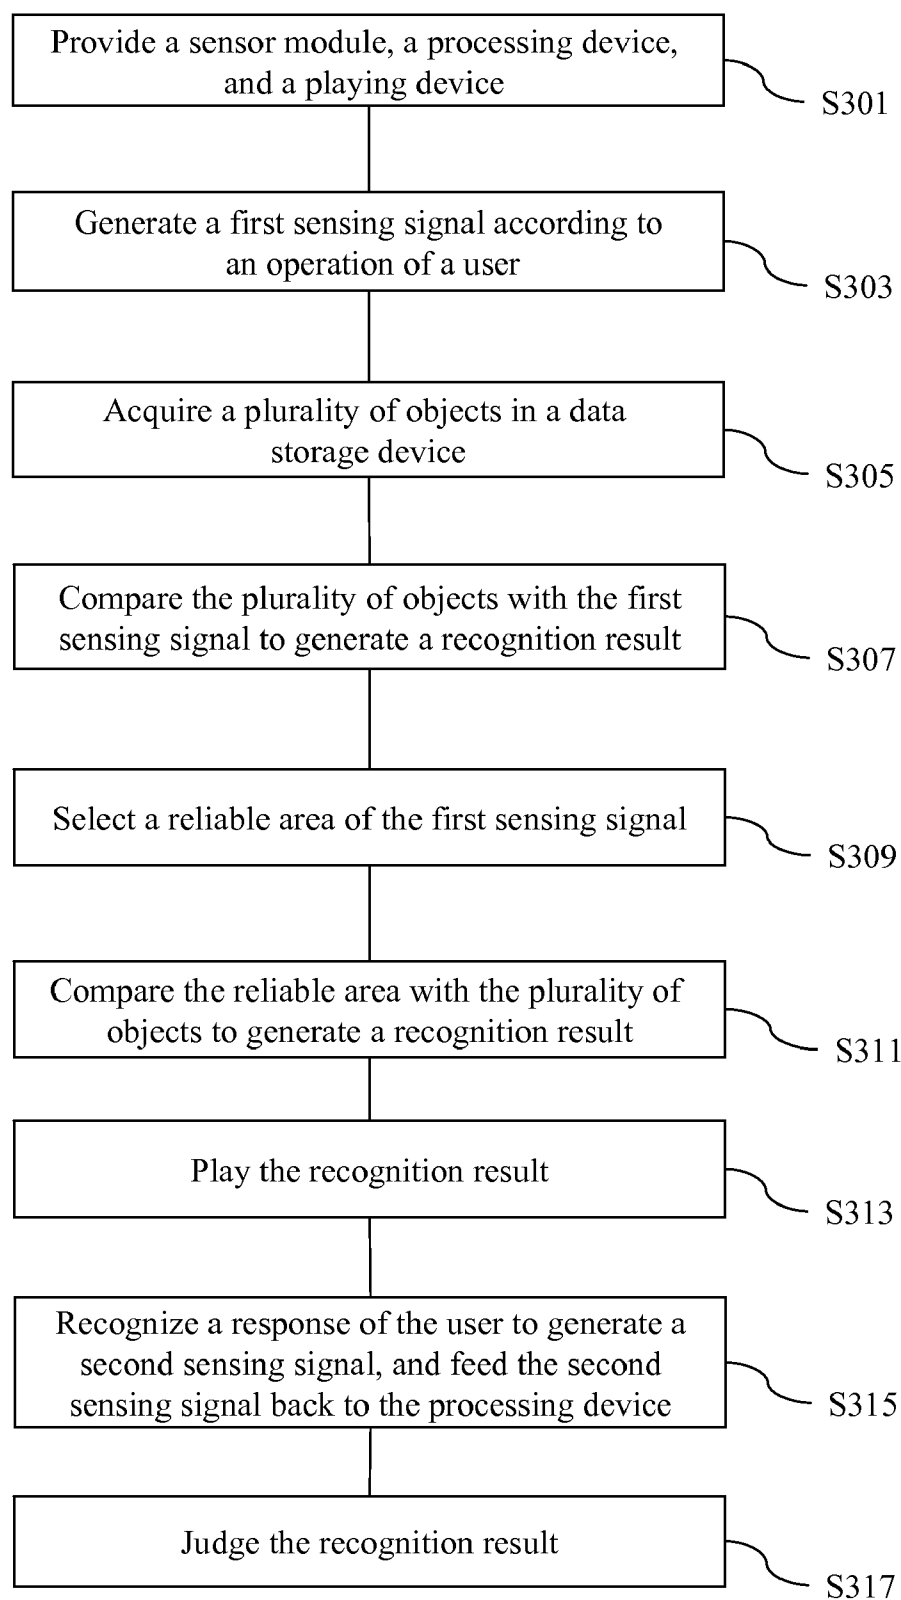 Provide a sensor module, a processing device,
and a playing device
S301
Generate a first sensing signal according to
an operation of a user
S303
Acquire a plurality of objects in a data
storage device
S305
Compare the plurality of objects with the first
sensing signal to generate a recognition result
S307
Select a reliable area of the first sensing signal
S309
Compare the reliable area with the plurality of
objects to generate a recognition result
S311
Play the recognition result
S313
Recognize a response of the user to generate a
second sensing signal, and feed the second
sensing signal back to the processing device
S315
Judge the recognition result
S317